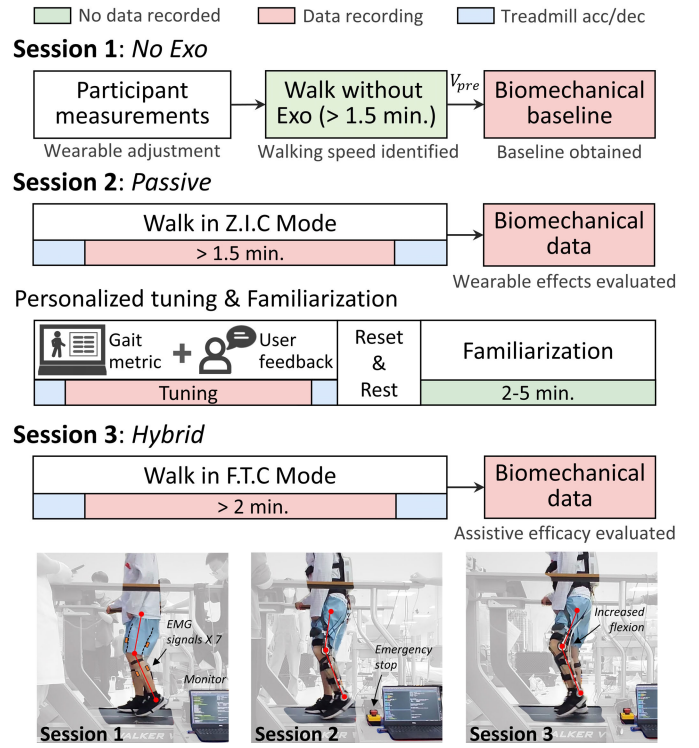 No data recorded
Data recording
Treadmill acc/dec
Session 1: No Exo
Participant
measurements
Wearable adjustment
Walk without
Exo (> 1.5 min.)
Walking speed identified
Vpre
Biomechanical
baseline
Baseline obtained
Session 2: Passive
Walk in Z.I.C Mode
> 1.5 min.
Biomechanical
data
Wearable effects evaluated
Personalized tuning & Familiarization
Gait
metric
+
User
feedback
Tuning
Reset
&
Rest
Familiarization
2-5 min.
Session 3: Hybrid
Walk in F.T.C Mode
> 2 min.
Biomechanical
data
Assistive efficacy evaluated
EMG
signals X 7
Monitor
Session 1
ALKER V
Emergency
stop
Session 2
Increased
flexion
Session 3
ALKER V